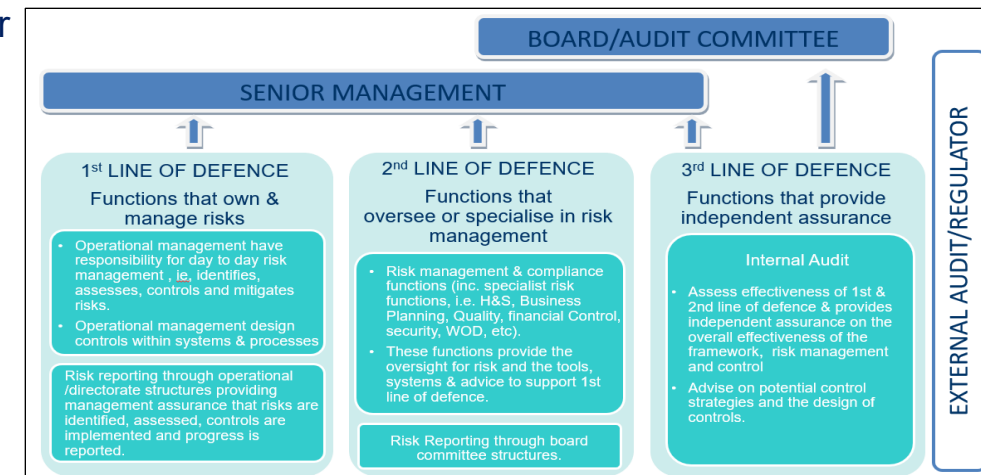 r
BOARD/AUDIT COMMITTEE
SENIOR MANAGEMENT
1st LINE OF DEFENCE
Functions that own &
manage risks
• Operational management have
responsibility for day to day risk
management , ie, identifies,
assesses, controls and mitigates
risks.
• Operational management design
controls within systems & processes
Risk reporting through operational
/directorate structures providing
management assurance that risks are
identified, assessed, controls are
implemented and progress is
reported.
2nd LINE OF DEFENCE
Functions that
oversee or specialise in risk
management
• Risk management & compliance
functions (inc. specialist risk
functions, i.e. H&S, Business
Planning, Quality, financial Control,
security, WOD, etc).
• These functions provide the
oversight for risk and the tools,
systems & advice to support 1st
line of defence.
Risk Reporting through board
committee structures.
3rd LINE OF DEFENCE
Functions that provide
independent assurance
Internal Audit
• Assess effectiveness of 1st &
2nd line of defence & provides
independent assurance on the
overall effectiveness of the
framework, risk management
and control
• Advise on potential control
strategies and the design of
controls.
EXTERNAL AUDIT/REGULATOR